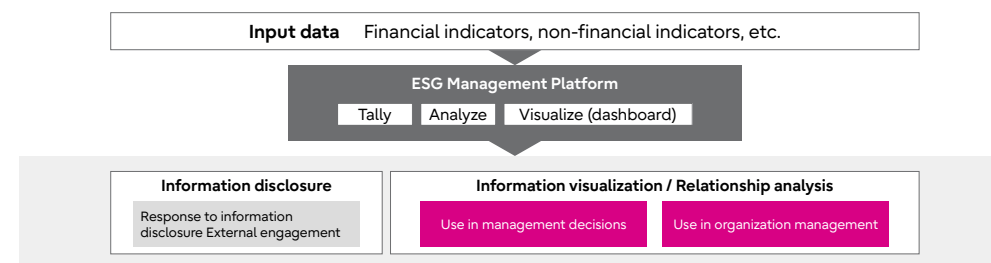 Input data Financial indicators, non-financial indicators, etc.
ESG Management Platform
Tally Analyze Visualize (dashboard)
Information disclosure
Response to information
disclosure External engagement
Information visualization / Relationship analysis
Use in management decisions
Use in organization management